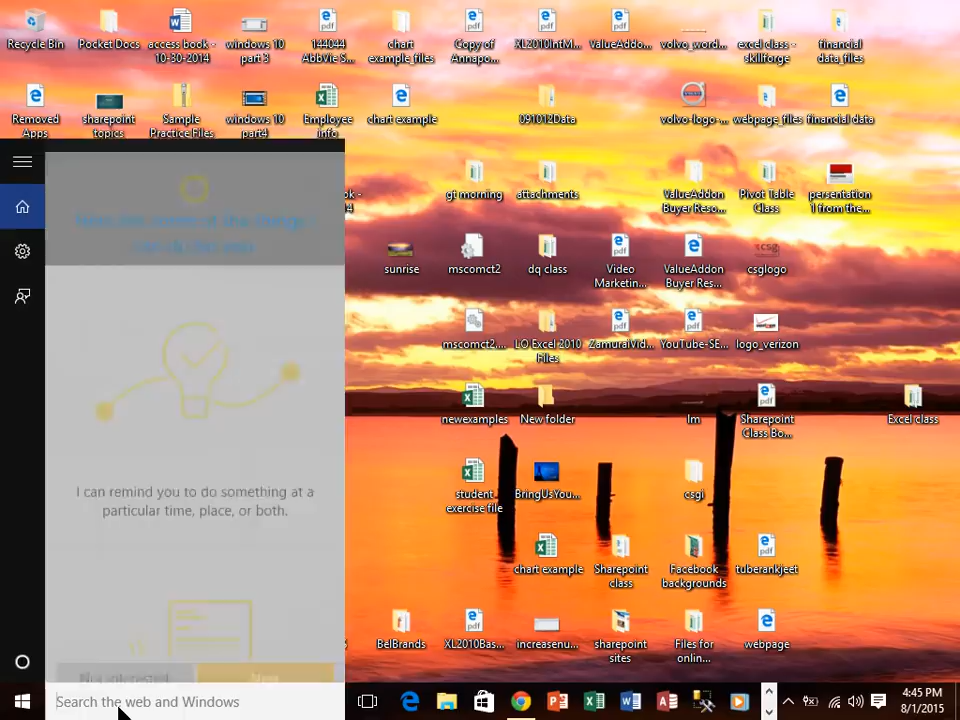 Recycle Bin
Pocket Docs
access book -
10-30-2014
windows 10
part 3
144044
AbbVie S...
chart
example_files
Copy of
Annapo...
XL2010IntM...
ValueAddo...
volvo_word...
excel class -
skillforge
financial
data_files
Removed
Apps
sharepoint
topics
Sample
Practice Files
windows 10
part4
Employee
info
chart example
091012Data
volvo-logo-...
webpage_files
financial data
gt morning
attachments
ValueAddon
Buyer Reso...
Pivot Table
Class
persentation
1 from the...
sunrise
mscomct2
dq class
Video
Marketin...
ValueAddon
Buyer Res...
csglogo
mscomct2....
LO Excel 2010
Files
ZamuraiVid...
YouTube-SE...
logo_verizon
newexamples
New folder
lm
Sharepoint
Class Bo...
Excel class
student
exercise file
BringUsYou...
csgi
chart example
Sharepoint
class
Facebook
backgrounds
tuberankjeet
BelBrands
XL2010Bas...
increasenu...
sharepoint
sites
Files for
onlin...
webpage
I can remind you to do something at a
particular time, place, or both.
Search the web and Windows
4:45 PM
8/1/2015